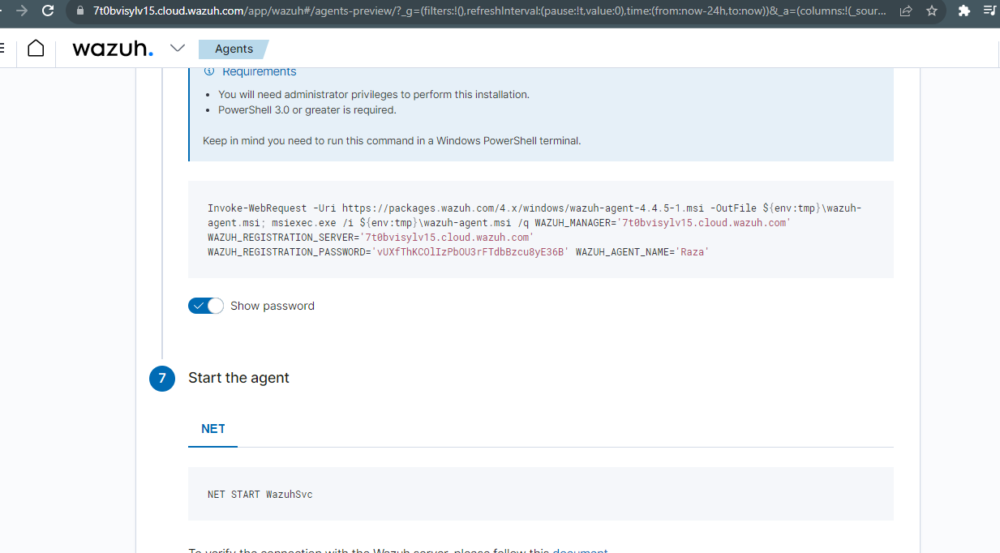 7t0bvisylv15.cloud.wazuh.com/app/wazuh#/agents-preview/?_g=(filters:!(),refreshInterval:(pause:!t,value:0),time:(from:now-24h,to:now))&_a=(columns:!(_sour...
wazuh. Agents
Requirements
• You will need administrator privileges to perform this installation.
• PowerShell 3.0 or greater is required.
Keep in mind you need to run this command in a Windows PowerShell terminal.
Invoke-WebRequest -Uri https://packages.wazuh.com/4.x/windows/wazuh-agent-4.4.5-1.msi -OutFile ${env:tmp}\wazuh-
agent.msi; msiexec.exe /i ${env:tmp}\wazuh-agent.msi /q WAZUH_MANAGER='7t0bvisylv15.cloud.wazuh.com'
WAZUH_REGISTRATION_SERVER='7t0bvisylv15.cloud.wazuh.com'
WAZUH_REGISTRATION_PASSWORD='vUXfThKCOlIzPbOU3rFTdbBzcu8yE36B' WAZUH_AGENT_NAME='Raza'
Show password
7 Start the agent
NET
NET START WazuhSvc
To verify the connection with the Wazuh server, please follow this document.